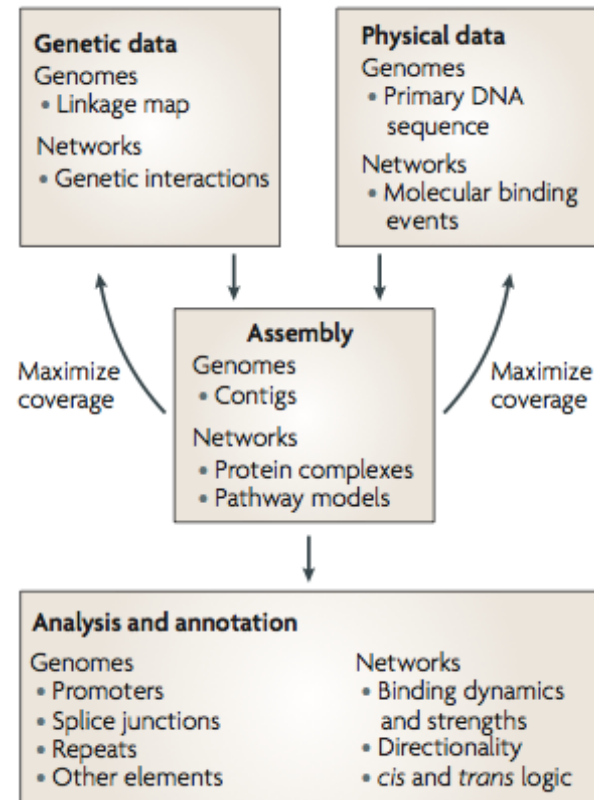 Genetic data
Genomes
• Linkage map
Networks
• Genetic interactions
Physical data
Genomes
• Primary DNA
sequence
Networks
• Molecular binding
events
Maximize
coverage
Assembly
Genomes
• Contigs
Networks
• Protein complexes
• Pathway models
Maximize
coverage
Analysis and annotation
Genomes
• Promoters
• Splice junctions
• Repeats
• Other elements
Networks
• Binding dynamics
and strengths
• Directionality
• cis and trans logic